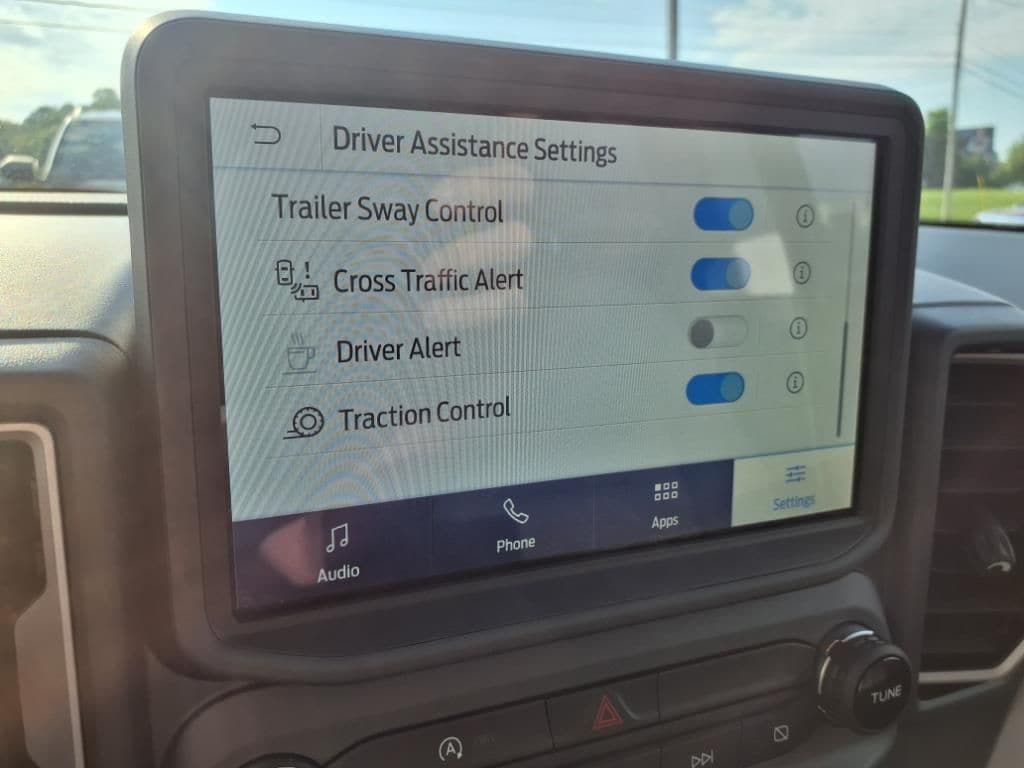 Driver Assistance Settings
Trailer Sway Control
Cross Traffic Alert
Driver Alert
Traction Control
Audio
Phone
Apps
Settings
TUNE
A